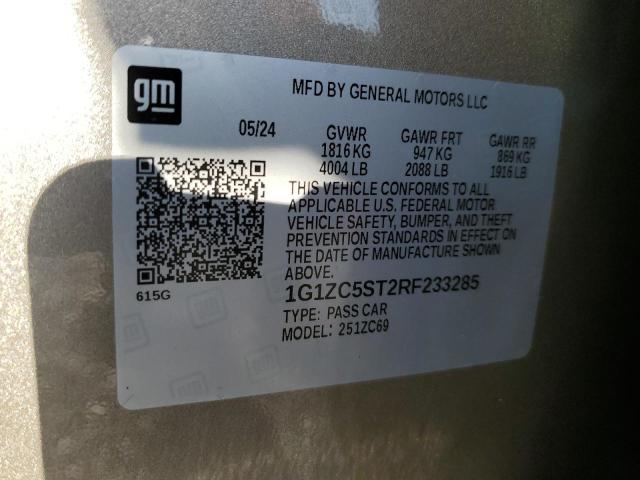 gm
MFD BY GENERAL MOTORS LLC
05/24 GVWR GAWR FRT GAWR RR
1816 KG 947 KG 869 KG
4004 LB 2088 LB 1916 LB
THIS VEHICLE CONFORMS TO ALL
APPLICABLE U.S. FEDERAL MOTOR
VEHICLE SAFETY, BUMPER, AND THEFT
PREVENTION STANDARDS IN EFFECT ON
THE DATE OF MANUFACTURE SHOWN
ABOVE.
615G
1G1ZC5ST2RF233285
TYPE: PASS CAR
MODEL: 251ZC69